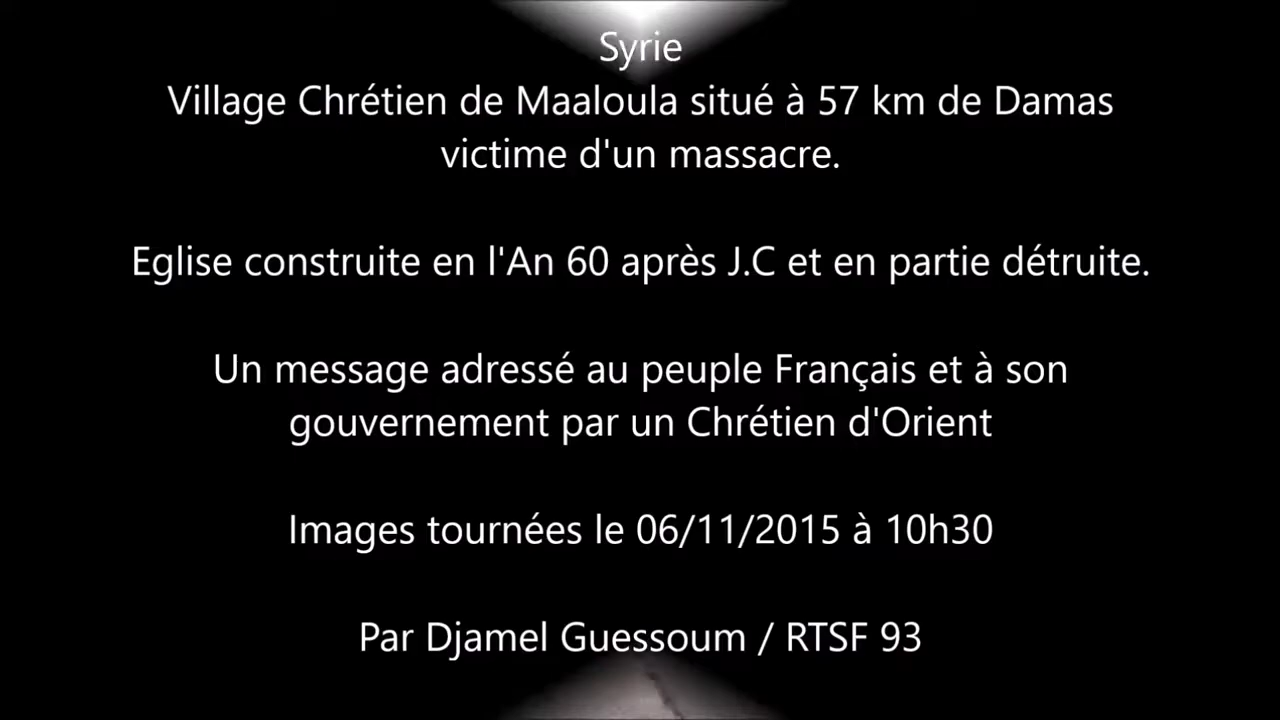 Syrie
Village Chrétien de Maaloula situé à 57 km de Damas
victime d'un massacre.
Eglise construite en l'An 60 après J.C et en partie détruite.
Un message adressé au peuple Français et à son
gouvernement par un Chrétien d'Orient
Images tournées le 06/11/2015 à 10h30
Par Djamel Guessoum / RTSF 93